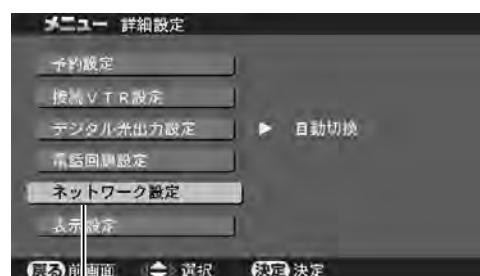 メニュー 詳細設定
予約設定
接続VTR設定
デジタル光出力設定 ▶ 自動切換
電話回線設定
ネットワーク設定
表示設定
戻る 前画面 選択 決定 決定